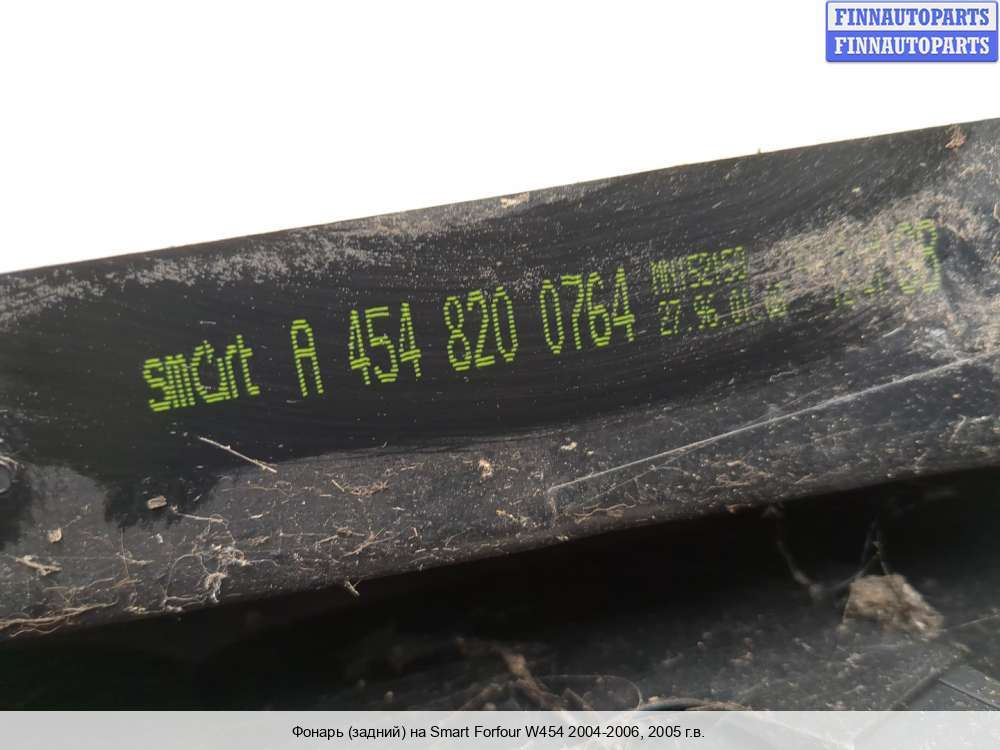 FINNAUTOPARTS
FINNAUTOPARTS
smart A 454 820 0764
Фонарь (задний) на Smart Forfour W454 2004-2006, 2005 г.в.